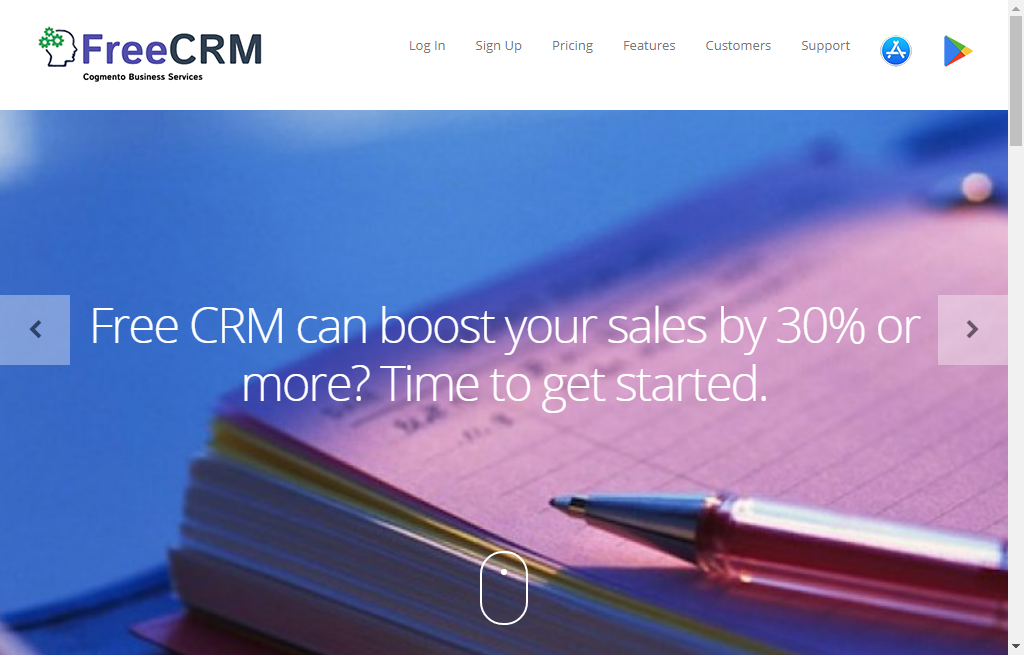 FreeCRM
Cogmento Business Services
Log In
Sign Up
Pricing
Features
Customers
Support
Free CRM can boost your sales by 30% or
more? Time to get started.